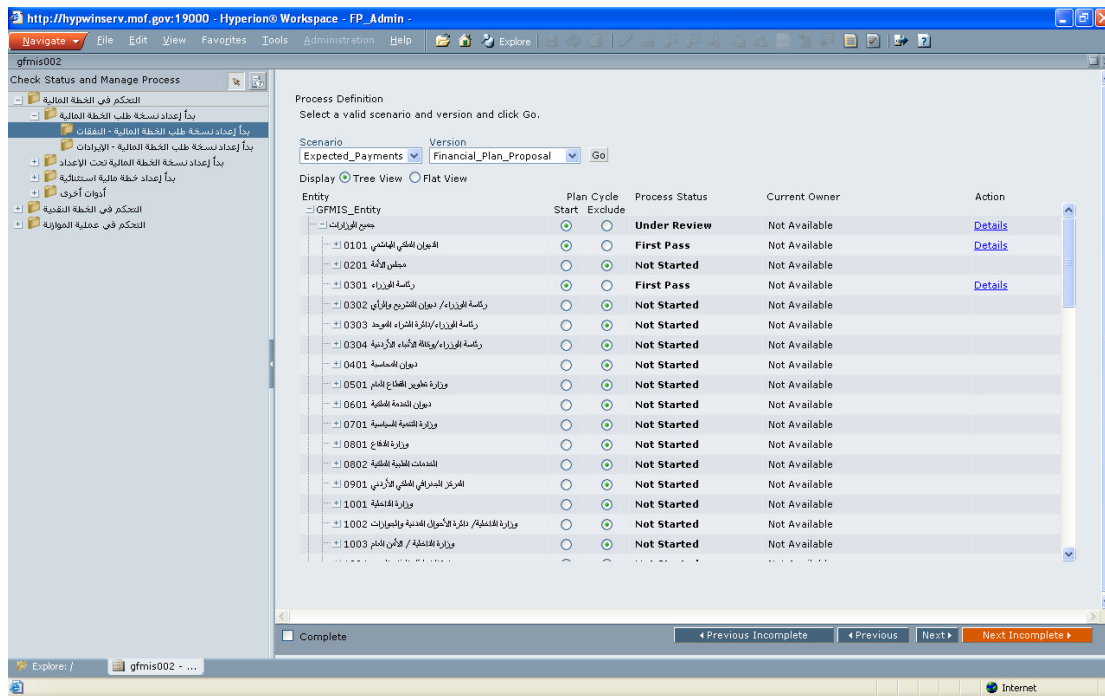 http://hypwinserv.mof.gov:19000 - Hyperion® Workspace - FP_Admin -
Navigate File Edit View Favorites Tools Administration Help Explore
gfmis002
Check Status and Manage Process
التحكم في الخطة المالية
بدأ إعداد نسخة طلب الخطة المالية
بدأ إعداد نسخة طلب الخطة المالية - النفقات
بدأ إعداد نسخة طلب الخطة المالية - الإيرادات
بدأ إعداد نسخة الخطة المالية تحت الإعداد
بدأ إعداد خطة مالية استثنائية
أدوات أخرى
التحكم في الخطة النقدية
التحكم في عملية الموازنة
Process Definition
Select a valid scenario and version and click Go.
Scenario Version
Expected_Payments Financial_Plan_Proposal Go
Display Tree View Flat View
Entity Plan Cycle Process Status Current Owner Action
GFMIS_Entity Start Exclude
جميع الوزارات Under Review Not Available Details
0101 الديوان الملكي الهاشمي First Pass Not Available Details
0201 مجلس الأمة Not Started Not Available
0301 رئاسة الوزراء First Pass Not Available Details
0302 رئاسة الوزراء/ ديوان التشريع والرأي Not Started Not Available
0303 رئاسة الوزراء/دائرة الشراء الموحد Not Started Not Available
0304 رئاسة الوزراء/وكالة الأنباء الأردنية Not Started Not Available
0401 ديوان المحاسبة Not Started Not Available
0501 وزارة تطوير القطاع العام Not Started Not Available
0601 ديوان الخدمة المدنية Not Started Not Available
0701 وزارة التنمية السياسية Not Started Not Available
0801 وزارة الدفاع Not Started Not Available
0802 الخدمات الطبية الملكية Not Started Not Available
0901 المركز الجغرافي الملكي الأردني Not Started Not Available
1001 وزارة الداخلية Not Started Not Available
1002 وزارة الداخلية/ دائرة الأحوال المدنية والجوازات Not Started Not Available
1003 وزارة الداخلية / الأمن العام Not Started Not Available
Complete Previous Incomplete Previous Next Next Incomplete
Explore: / gfmis002 - ...
Internet